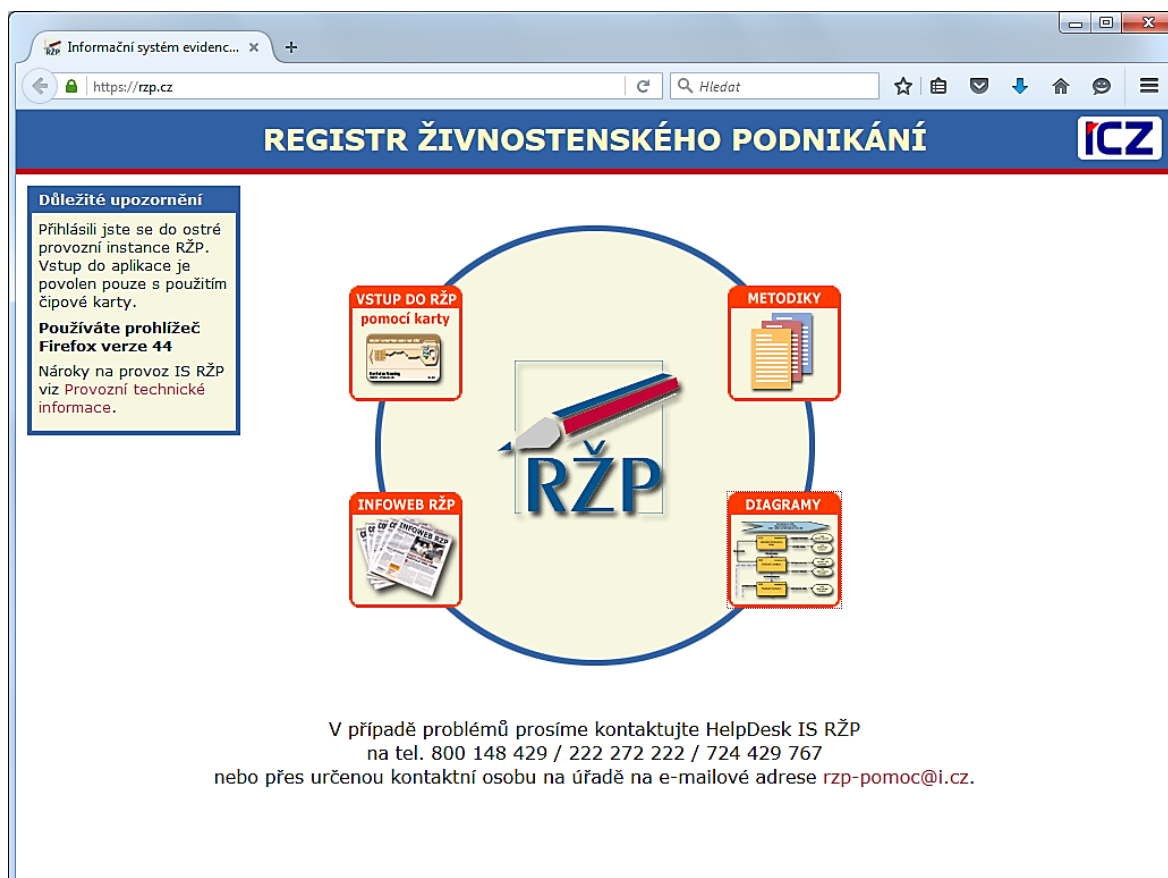 Informační systém evidenc...
https://rzp.cz
Hledat
REGISTR ŽIVNOSTENSKÉHO PODNIKÁNÍ
ICZ
Důležité upozornění
Přihlásili jste se do ostré
provozní instance RŽP.
Vstup do aplikace je
povolen pouze s použitím
čipové karty.
Používáte prohlížeč
Firefox verze 44
Nároky na provoz IS RŽP
viz Provozní technické
informace.
VSTUP DO RŽP
pomocí karty
METODIKY
RŽP
INFOWEB RŽP
INFOWEB RŽP
DIAGRAMY
V případě problémů prosíme kontaktujte HelpDesk IS RŽP
na tel. 800 148 429 / 222 272 222 / 724 429 767
nebo přes určenou kontaktní osobu na úřadě na e-mailové adrese rzp-pomoc@i.cz.